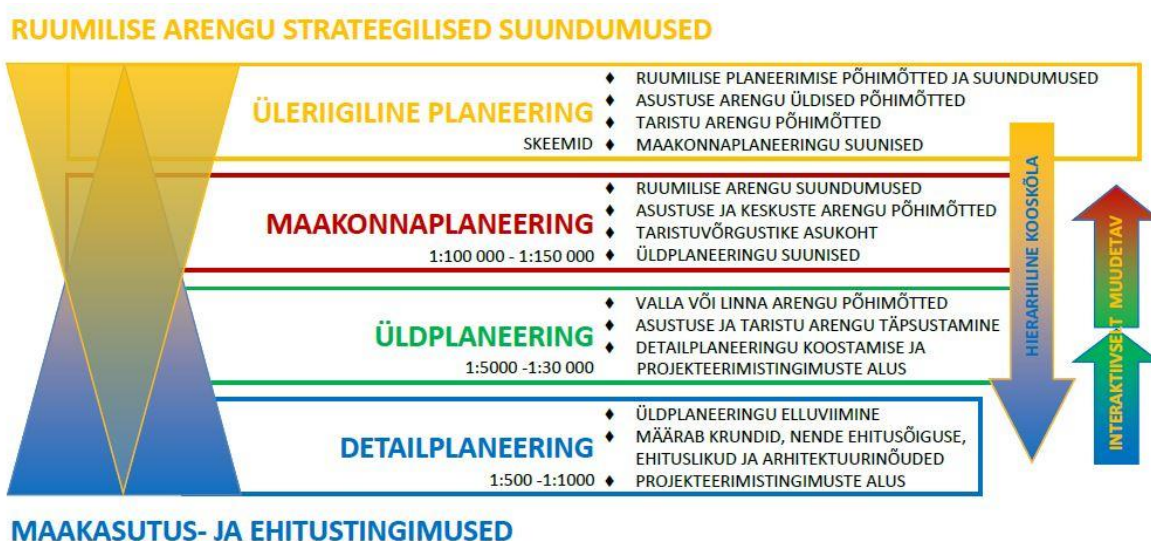 RUUMILISE ARENGU STRATEEGILISED SUUNDUMUSED
ÜLERIIGILINE PLANEERING
SKEEMID
♦ RUUMILISE PLANEERIMISE PÕHIMÕTTED JA SUUNDUMUSED
♦ ASUSTUSE ARENGU ÜLDISED PÕHIMÕTTED
♦ TARISTU ARENGU PÕHIMÕTTED
♦ MAAKONNAPLANEERINGU SUUNISED
MAAKONNAPLANEERING
1:100 000 - 1:150 000
♦ RUUMILISE ARENGU SUUNDUMUSED
♦ ASUSTUSE JA KESKUSTE ARENGU PÕHIMÕTTED
♦ TARISTUVÕRGUSTIKE ASUKOHT
♦ ÜLDPLANEERINGU SUUNISED
ÜLDPLANEERING
1:5000 -1:30 000
♦ VALLA VÕI LINNA ARENGU PÕHIMÕTTED
♦ ASUSTUSE JA TARISTU ARENGU TÄPSUSTAMINE
♦ DETAILPLANEERINGU KOOSTAMISE JA
PROJEKTEERIMISTINGIMUSTE ALUS
DETAILPLANEERING
1:500 -1:1000
♦ ÜLDPLANEERINGU ELLUVIIMINE
♦ MÄÄRAB KRUNDID, NENDE EHITUSÕIGUSE,
EHITUSLIKUD JA ARHITEKTUURINÕUDED
♦ PROJEKTEERIMISTINGIMUSTE ALUS
HIERARHILINE KOOSKÕLA
INTERAKTIIVSELT MUUDETAV
MAAKASUTUS- JA EHITUSTINGIMUSED